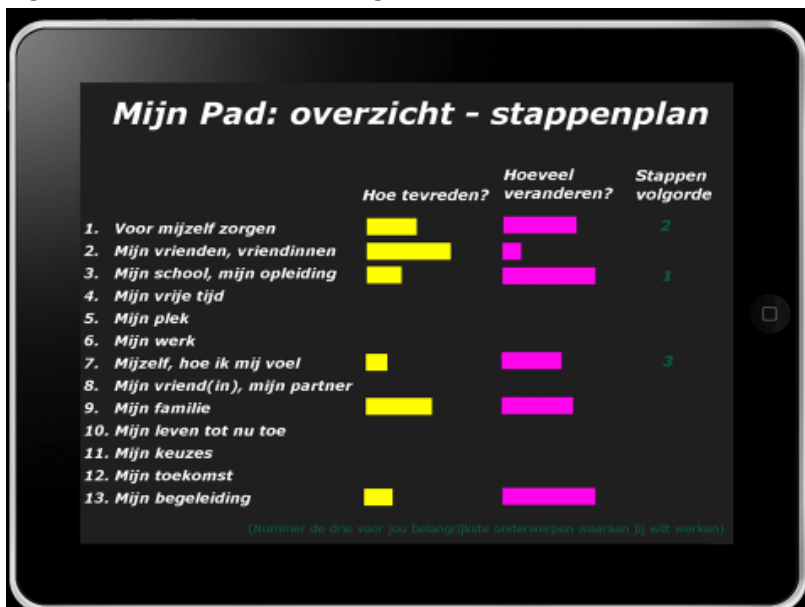 Mijn Pad: overzicht - stappenplan
Hoe tevreden?
Hoeveel veranderen?
Stappen volgorde
1. Voor mijzelf zorgen 2
2. Mijn vrienden, vriendinnen
3. Mijn school, mijn opleiding 1
4. Mijn vrije tijd
5. Mijn plek
6. Mijn werk
7. Mijzelf, hoe ik mij voel 3
8. Mijn vriend(in), mijn partner
9. Mijn familie
10. Mijn leven tot nu toe
11. Mijn keuzes
12. Mijn toekomst
13. Mijn begeleiding
(Nummer de drie voor jou belangrijkste onderwerpen waaraan jij wilt werken)